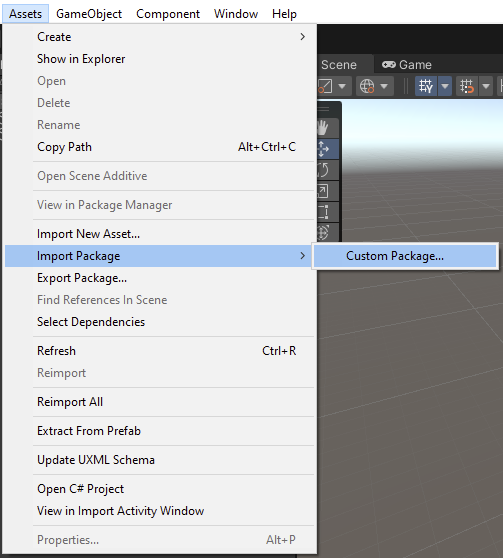 Assets GameObject Component Window Help
Create
Scene Game
Show in Explorer
Open
Delete
Rename
Copy Path Alt+Ctrl+C
Open Scene Additive
View in Package Manager
Import New Asset...
Import Package Custom Package...
Export Package...
Find References In Scene
Select Dependencies
Refresh Ctrl+R
Reimport
Reimport All
Extract From Prefab
Update UXML Schema
Open C# Project
View in Import Activity Window
Properties... Alt+P